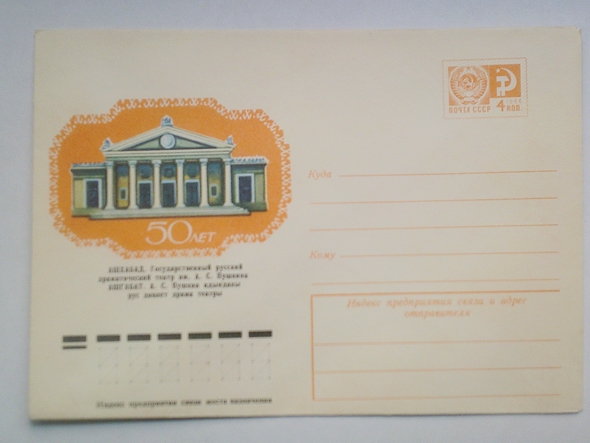 ПОЧТА СССР
4 КОП.
50 ЛЕТ
АШХАБАД. Государственный русский
драматический театр им. А. С. Пушкина
АШГАБАТ. А. С. Пушкин адындакы
рус дөвлет драма театры
Куда
Кому
Индекс предприятия связи и адрес
отправителя
Индекс предприятия связи места назначения